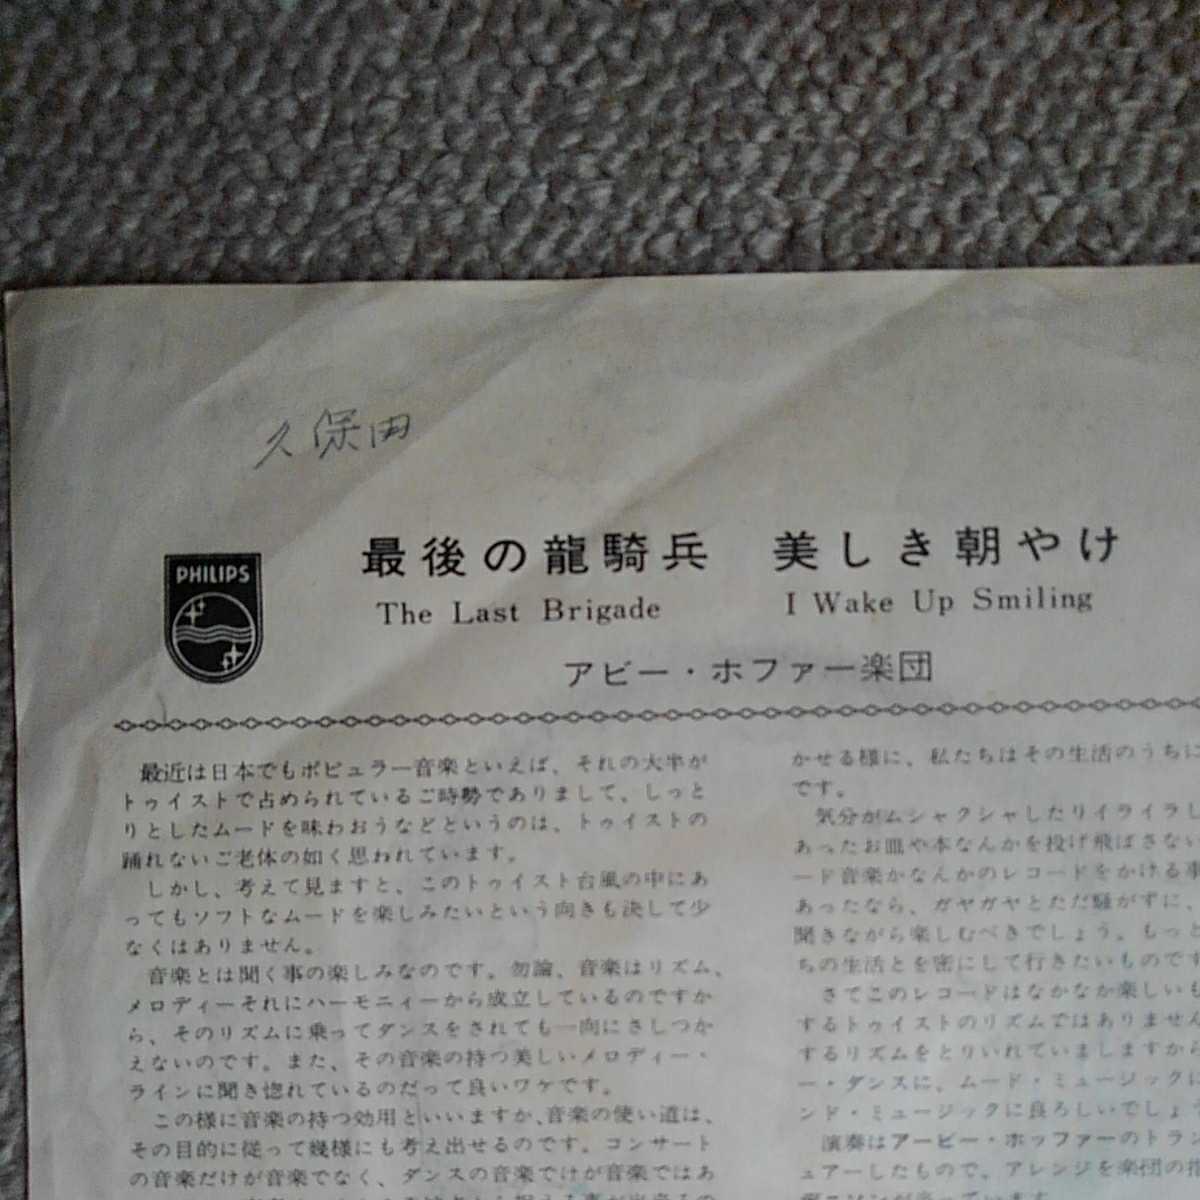 久保田
PHILIPS
最後の龍騎兵　美しき朝やけ
The Last Brigade　I Wake Up Smiling
アビー・ホファー楽団
最近は日本でもポピュラー音楽といえば、それの大半が
トゥイストで占められているご時勢でありまして、しっと
りとしたムードを味わおうなどというのは、トゥイストの
踊れないご老体の如く思われています。
しかし、考えて見ますと、このトゥイスト台風の中にあ
ってもソフトなムードを楽しみたいという向きも決して少
なくはありません。
音楽とは聞く事の楽しみなのです。勿論、音楽はリズム、
メロディーそれにハーモニィーから成立しているのですか
ら、そのリズムに乗ってダンスをされても一向にさしつか
えないのです。また、その音楽の持つ美しいメロディー・
ラインに聞き惚れているのだって良いワケです。
この様に音楽の持つ効用といいますか、音楽の使い道は、
その目的に従って幾様にも考え出せるのです。コンサート
の音楽だけが音楽でなく、ダンスの音楽でけが音楽ではあ
かせる様に、私たちはその生活のうちに
です。
気分がムシャクシャしたりイライラし
あったお皿や本なんかを投げ飛ばさない
ード音楽かなんかのレコードをかける事
あったなら、ガヤガヤとただ騒がずに、
聞きながら楽しむべきでしょう。もっと
ちの生活とを密にして行きたいものです
さてこのレコードはなかなか楽しいも
するトゥイストのリズムではありません
するリズムをとりいれていましますから
ー・ダンスに、ムード・ミュージックに
ンド・ミュージックに良ろしいでしょ
演奏はアービー・ホッファーのトラン
ュアーしたもので、アレンジを楽団の指